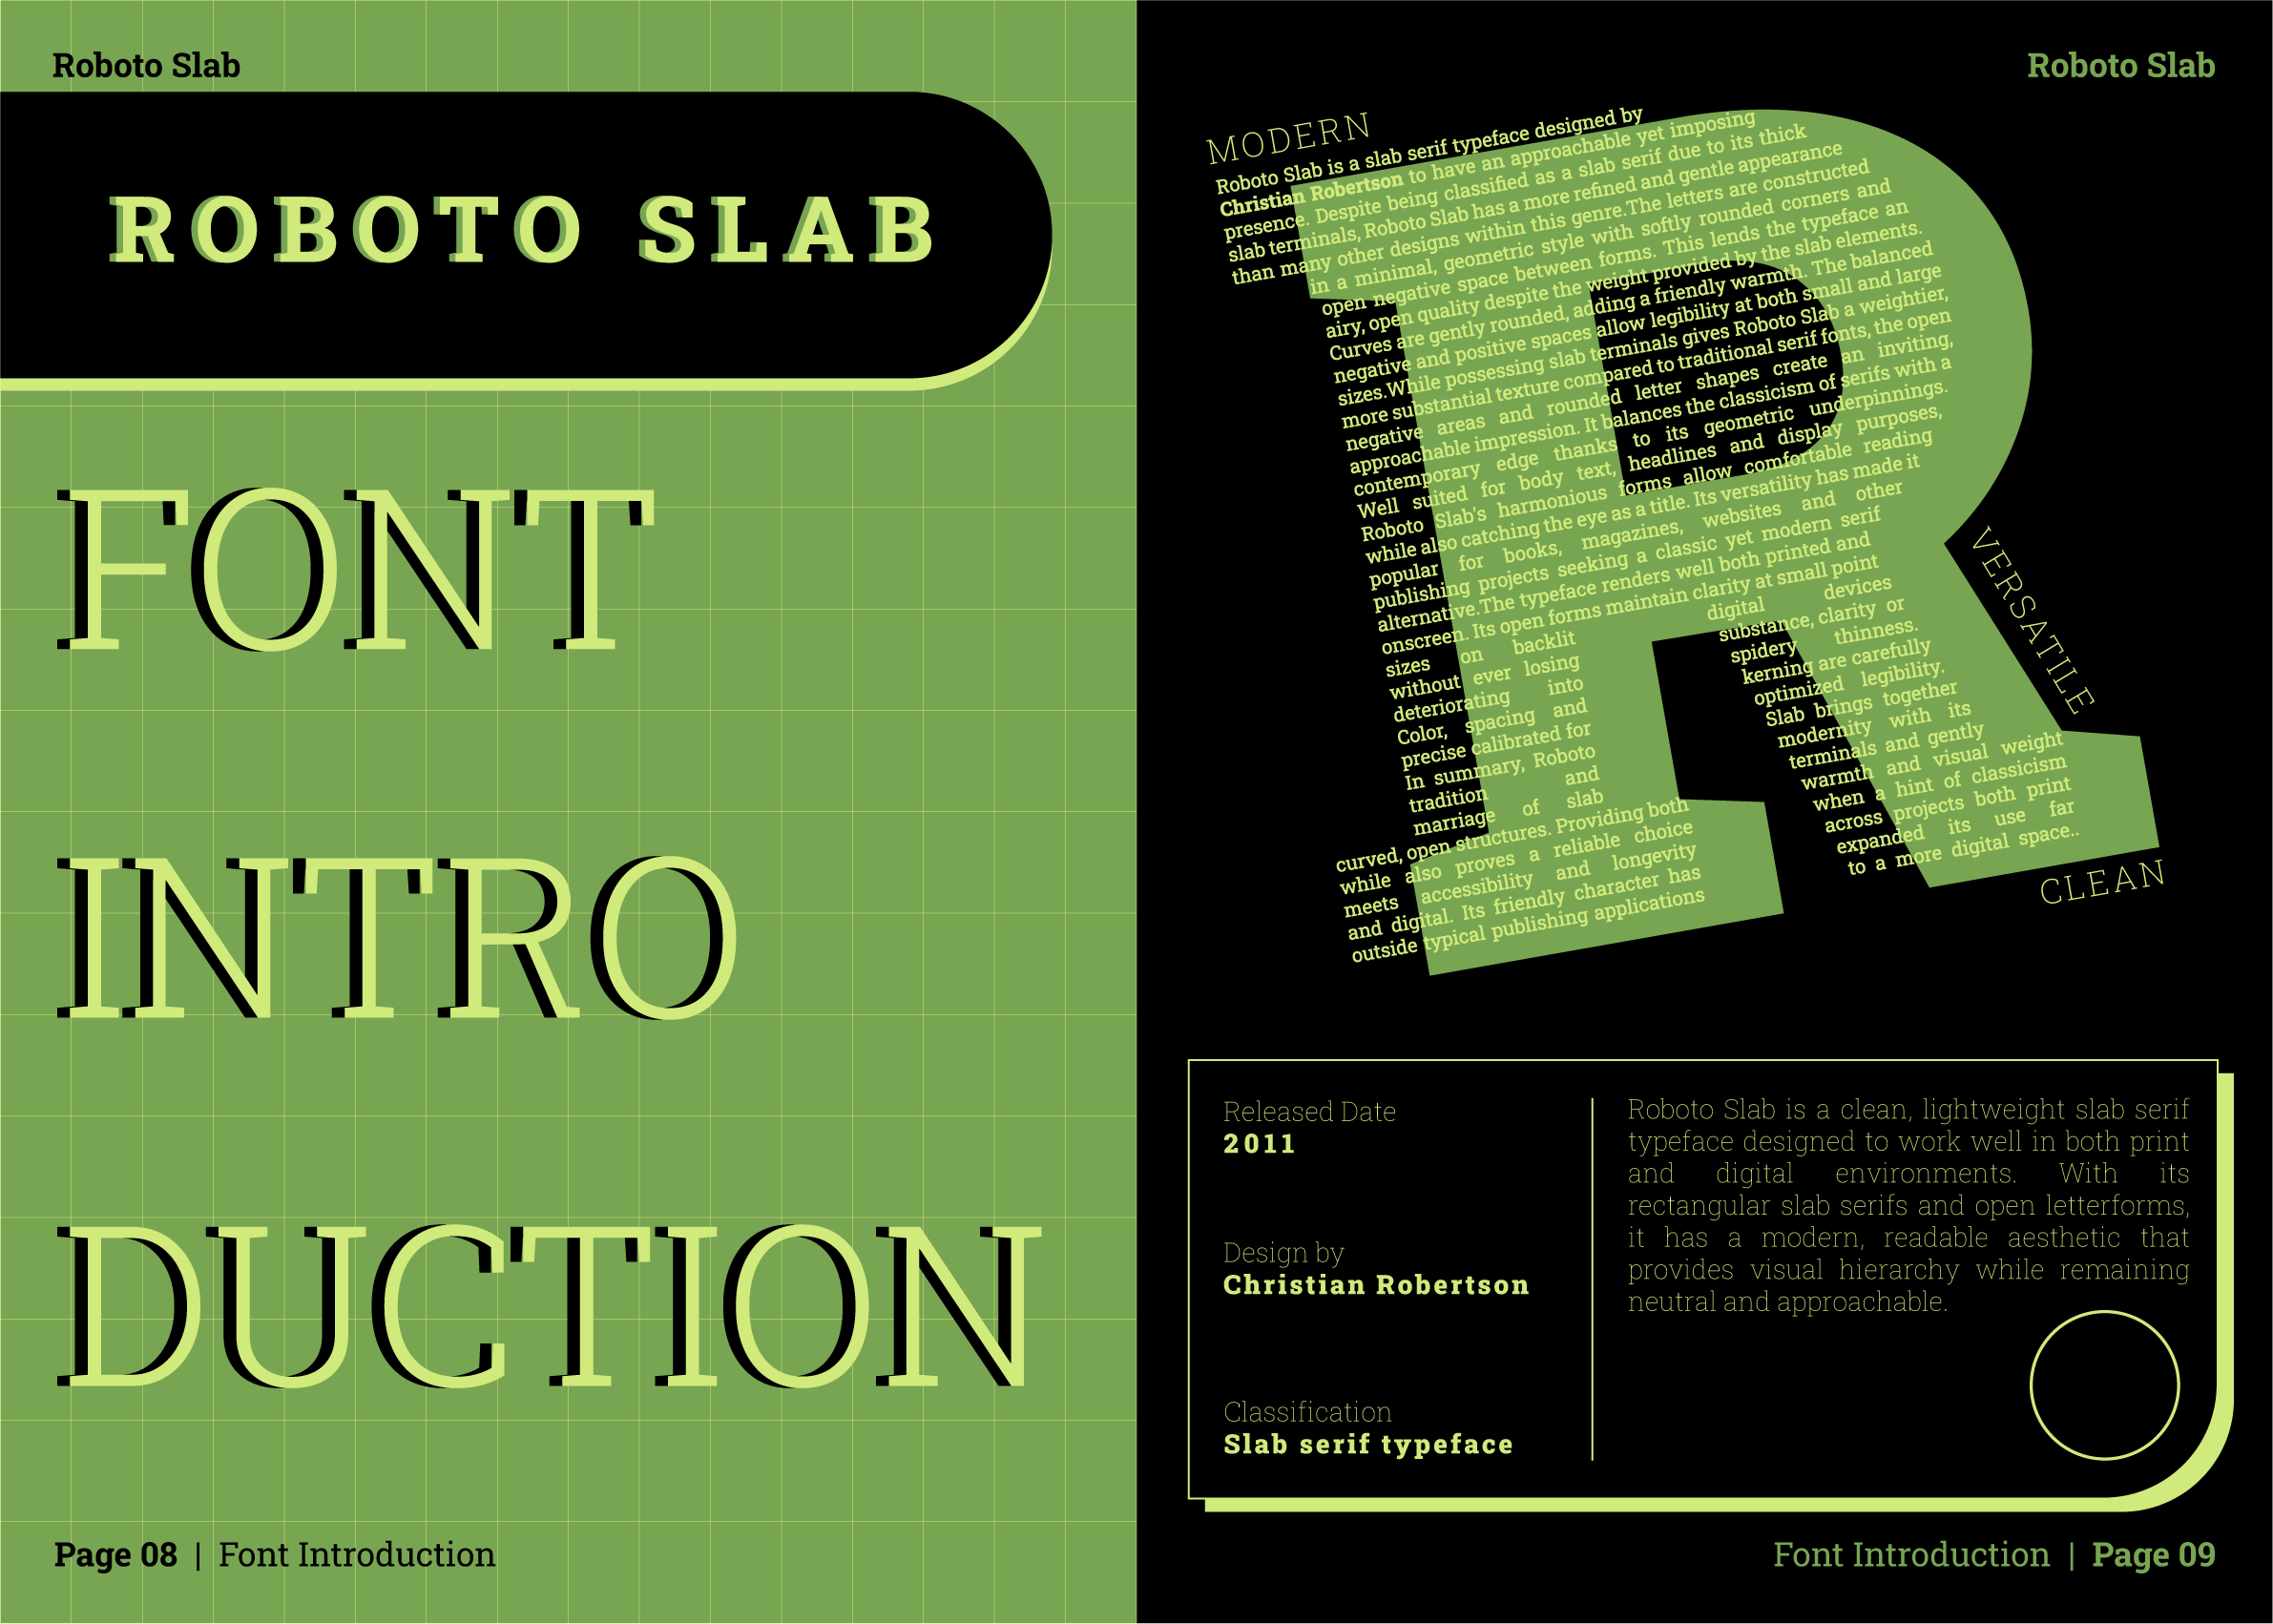 Roboto Slab
ROBOTO SLAB
FONT
INTRO
DUCTION
Page 08 | Font Introduction
Roboto Slab
MODERN
Roboto Slab is a slab serif typeface designed by
Christian Robertson to have an approachable yet imposing
presence. Despite being classified as a slab serif due to its thick
slab terminals, Roboto Slab has a more refined and gentle appearance
than many other designs within this genre.The letters are constructed
in a minimal, geometric style with softly rounded corners and
open negative space between forms. This lends the typeface an
airy, open quality despite the weight provided by the slab elements.
Curves are gently rounded, adding a friendly warmth. The balanced
negative and positive spaces allow legibility at both small and large
sizes.While possessing slab terminals gives Roboto Slab a weightier,
more substantial texture compared to traditional serif fonts, the open
negative areas and rounded letter shapes create an inviting,
approachable impression. It balances the classicism of serifs with a
contemporary edge thanks to its geometric underpinnings.
Well suited for body text, headlines and display purposes,
Roboto Slab's harmonious forms allow comfortable reading
while also catching the eye as a title. Its versatility has made it
popular for books, magazines, websites and other
publishing projects seeking a classic yet modern serif
alternative.The typeface renders well both printed and
onscreen. Its open forms maintain clarity at small point
sizes on backlit digital devices
without ever losing substance, clarity or
deteriorating into spidery thinness.
Color, spacing and kerning are carefully
precise calibrated for optimized legibility.
In summary, Roboto Slab brings together
tradition and modernity with its
marriage of slab terminals and gently
curved, open structures. Providing both warmth and visual weight
while also proves a reliable choice when a hint of classicism
meets accessibility and longevity across projects both print
and digital. Its friendly character has expanded its use far
outside typical publishing applications to a more digital space..
VERSATILE
CLEAN
Released Date
2011
Design by
Christian Robertson
Classification
Slab serif typeface
Roboto Slab is a clean, lightweight slab serif
typeface designed to work well in both print
and digital environments. With its
rectangular slab serifs and open letterforms,
it has a modern, readable aesthetic that
provides visual hierarchy while remaining
neutral and approachable.
Font Introduction | Page 09